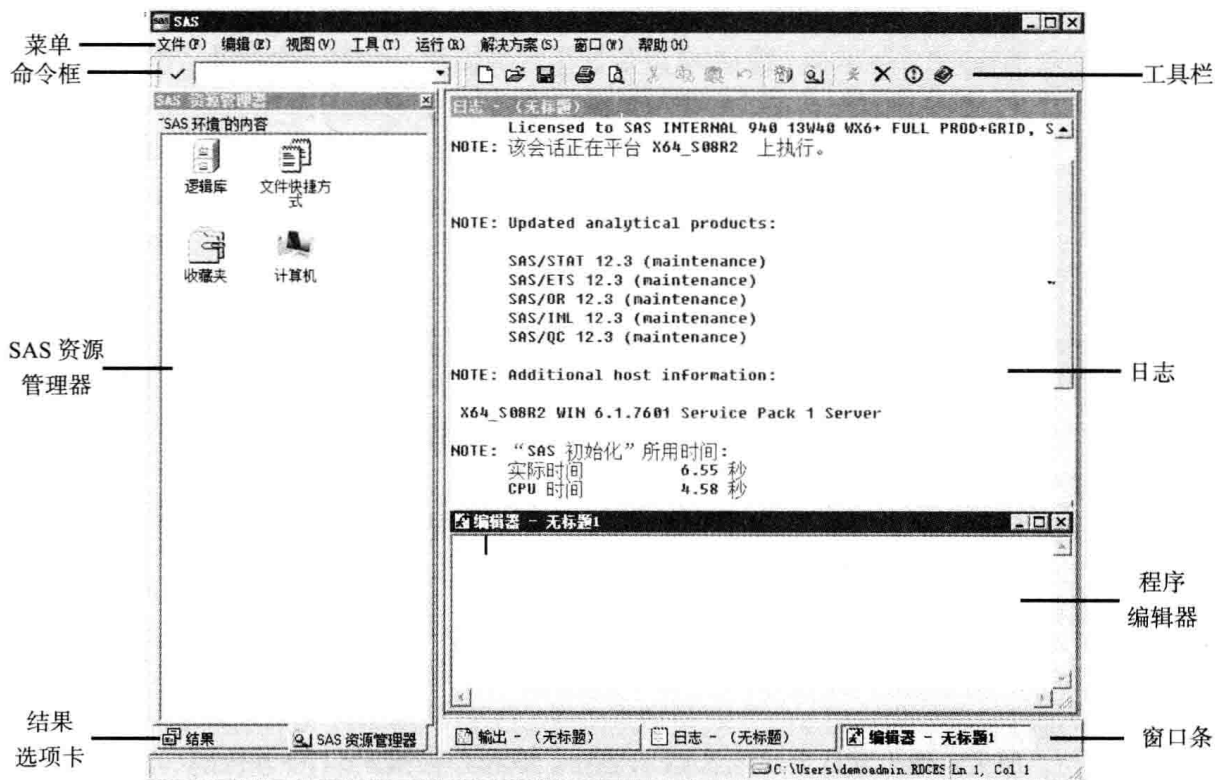 SAS
文件(F) 编辑(E) 视图(V) 工具(T) 运行(R) 解决方案(S) 窗口(W) 帮助(H)
菜单
命令框
工具栏
SAS 资源管理器
“SAS 环境”的内容
逻辑库
文件快捷方式
收藏夹
计算机
SAS 资源
管理器
日志 - (无标题)
Licensed to SAS INTERNAL 940 13W40 WX6+ FULL PROD+GRID, S
NOTE: 该会话正在平台 X64_S08R2 上执行。
NOTE: Updated analytical products:
SAS/STAT 12.3 (maintenance)
SAS/ETS 12.3 (maintenance)
SAS/OR 12.3 (maintenance)
SAS/IML 12.3 (maintenance)
SAS/QC 12.3 (maintenance)
NOTE: Additional host information:
X64_S08R2 WIN 6.1.7601 Service Pack 1 Server
NOTE: “SAS 初始化”所用时间:
实际时间 6.55 秒
CPU 时间 4.58 秒
日志
编辑器 - 无标题1
程序
编辑器
结果
选项卡
结果
SAS 资源管理器
输出 - (无标题)
日志 - (无标题)
编辑器 - 无标题1
窗口条
C:\Users\demoadmin.RDCES
Ln 1, Col 1